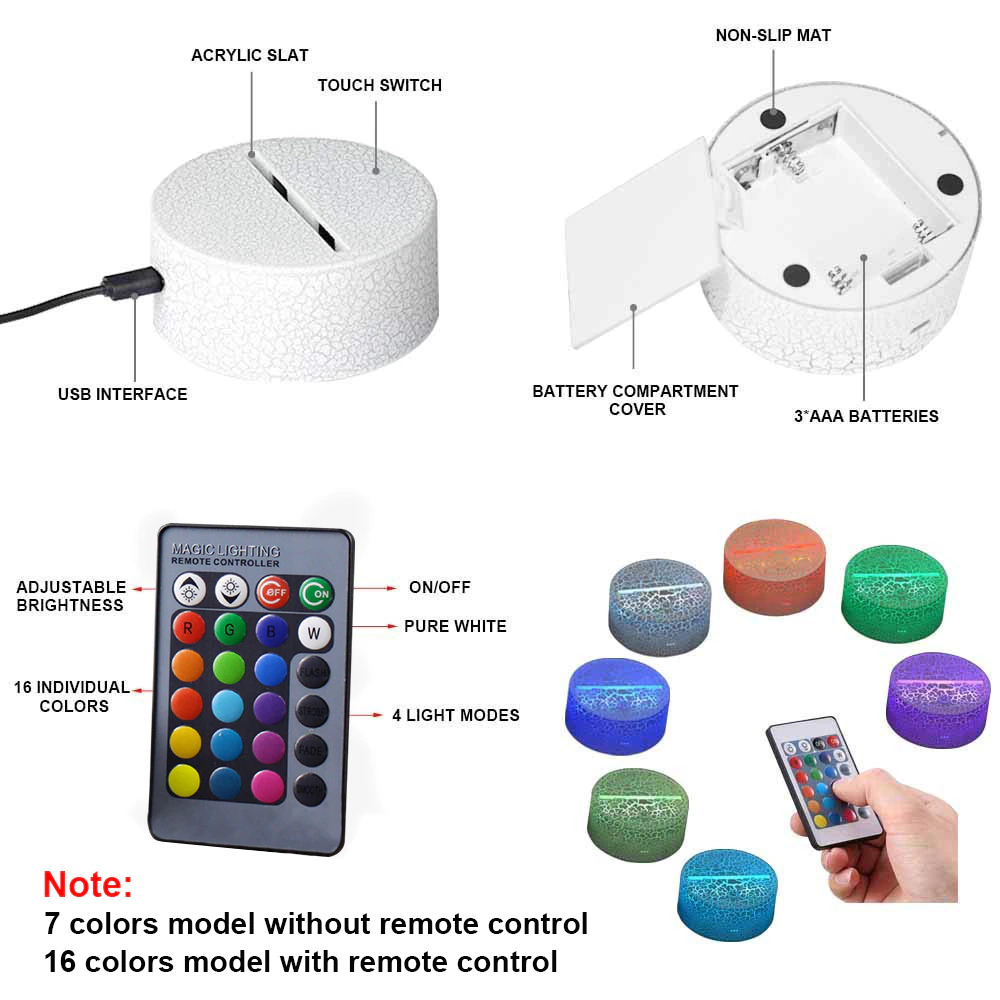 ACRYLIC SLAT
TOUCH SWITCH
NON-SLIP MAT
USB INTERFACE
BATTERY COMPARTMENT
COVER
3*AAA BATTERIES
MAGIC LIGHTING
REMOTE CONTROLLER
OFF
ON
R
G
B
W
FLASH
STROBE
FADE
SMOOTH
ADJUSTABLE
BRIGHTNESS
16 INDIVIDUAL
COLORS
ON/OFF
PURE WHITE
4 LIGHT MODES
Note:
7 colors model without remote control
16 colors model with remote control